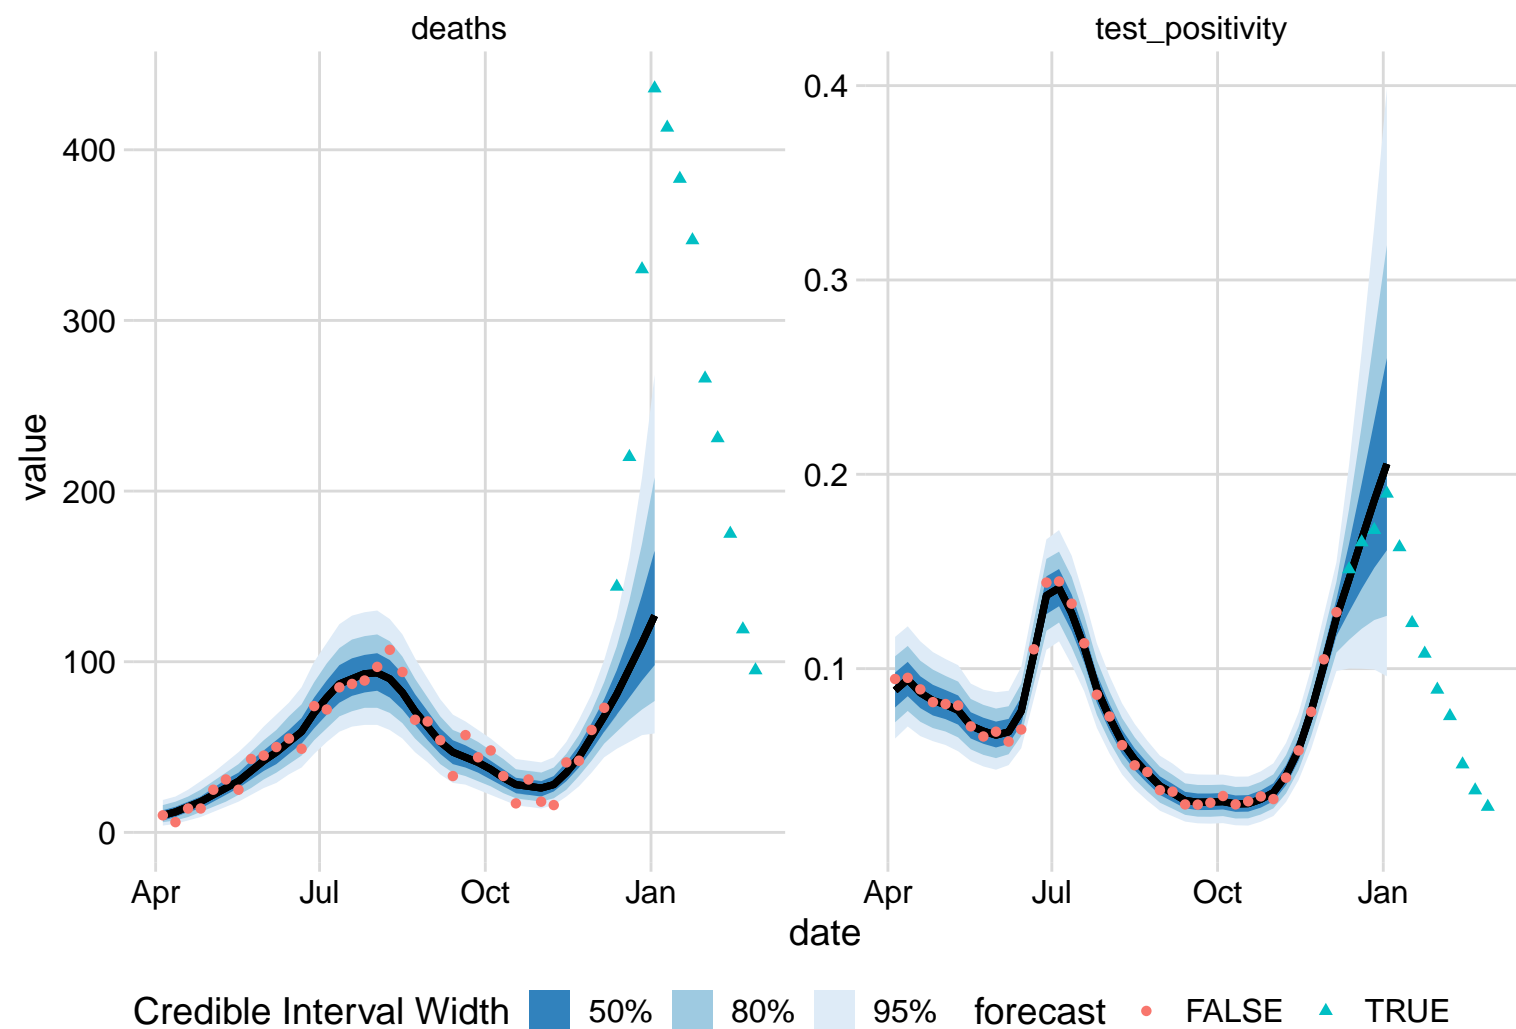 deaths
test_positivity
value
400
300
200
100
0
0.4
0.3
0.2
0.1
Apr Jul Oct Jan
Apr Jul Oct Jan
date
Credible Interval Width 50% 80% 95% forecast FALSE TRUE